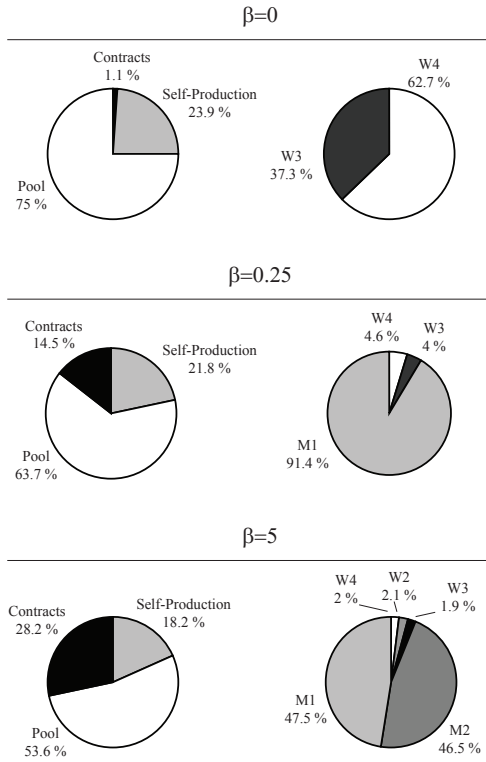 β=0
Contracts
1.1 %
Self-Production
23.9 %
Pool
75 %
W4
62.7 %
W3
37.3 %
β=0.25
Contracts
14.5 %
Self-Production
21.8 %
Pool
63.7 %
W4
4.6 %
W3
4 %
M1
91.4 %
β=5
Contracts
28.2 %
Self-Production
18.2 %
Pool
53.6 %
W4
2 %
W2
2.1 %
W3
1.9 %
M1
47.5 %
M2
46.5 %